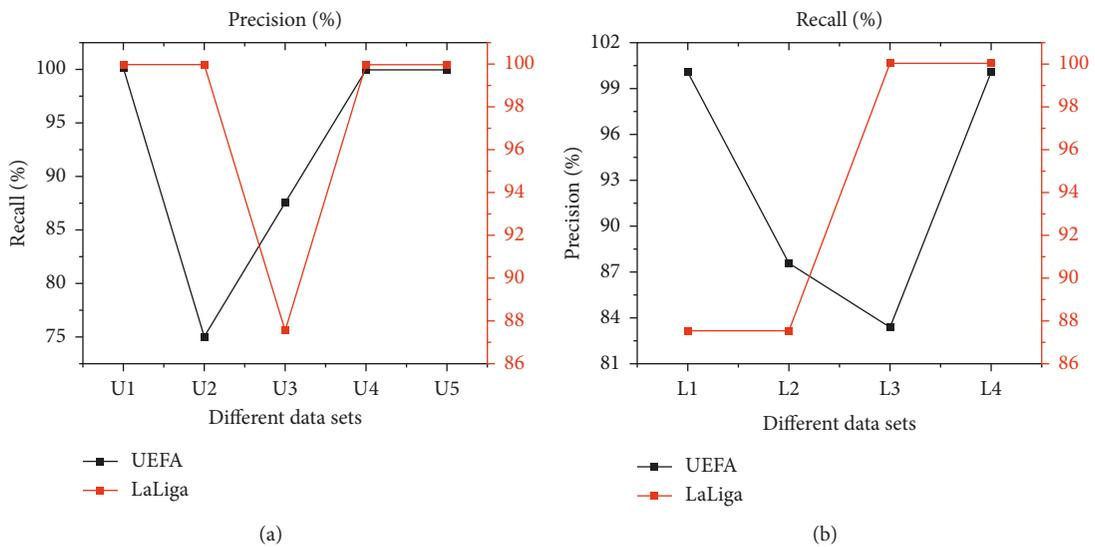 Precision (%)
100
95
90
85
80
75
Recall (%)
100
98
96
94
92
90
88
86
U1 U2 U3 U4 U5
Different data sets
UEFA
LaLiga
(a)
Recall (%)
102
99
96
93
90
87
84
81
Precision (%)
100
98
96
94
92
90
88
86
L1 L2 L3 L4
Different data sets
UEFA
LaLiga
(b)